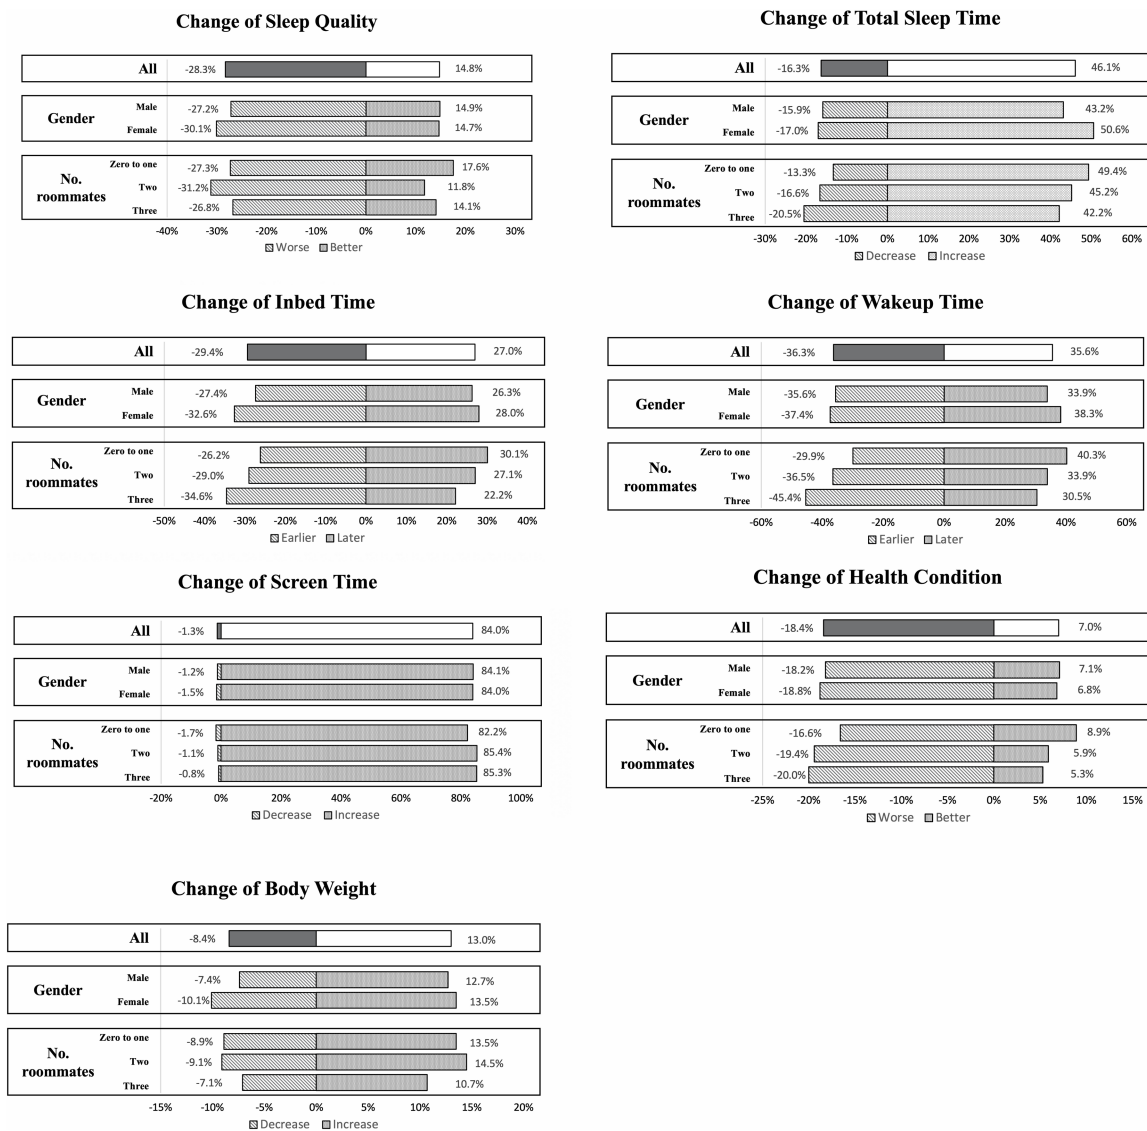 Change of Sleep Quality
All -28.3% 14.8%
Gender
Male -27.2% 14.9%
Female -30.1% 14.7%
No. roommates
Zero to one -27.3% 17.6%
Two -31.2% 11.8%
Three -26.8% 14.1%
-40% -30% -20% -10% 0% 10% 20% 30%
Worse Better
Change of Total Sleep Time
All -16.3% 46.1%
Gender
Male -15.9% 43.2%
Female -17.0% 50.6%
No. roommates
Zero to one -13.3% 49.4%
Two -16.6% 45.2%
Three -20.5% 42.2%
-30% -20% -10% 0% 10% 20% 30% 40% 50% 60%
Decrease Increase
Change of Inbed Time
All -29.4% 27.0%
Gender
Male -27.4% 26.3%
Female -32.6% 28.0%
No. roommates
Zero to one -26.2% 30.1%
Two -29.0% 27.1%
Three -34.6% 22.2%
-50% -40% -30% -20% -10% 0% 10% 20% 30% 40%
Earlier Later
Change of Wakeup Time
All -36.3% 35.6%
Gender
Male -35.6% 33.9%
Female -37.4% 38.3%
No. roommates
Zero to one -29.9% 40.3%
Two -36.5% 33.9%
Three -45.4% 30.5%
-60% -40% -20% 0% 20% 40% 60%
Earlier Later
Change of Screen Time
All -1.3% 84.0%
Gender
Male -1.2% 84.1%
Female -1.5% 84.0%
No. roommates
Zero to one -1.7% 82.2%
Two -1.1% 85.4%
Three -0.8% 85.3%
-20% 0% 20% 40% 60% 80% 100%
Decrease Increase
Change of Health Condition
All -18.4% 7.0%
Gender
Male -18.2% 7.1%
Female -18.8% 6.8%
No. roommates
Zero to one -16.6% 8.9%
Two -19.4% 5.9%
Three -20.0% 5.3%
-25% -20% -15% -10% -5% 0% 5% 10% 15%
Worse Better
Change of Body Weight
All -8.4% 13.0%
Gender
Male -7.4% 12.7%
Female -10.1% 13.5%
No. roommates
Zero to one -8.9% 13.5%
Two -9.1% 14.5%
Three -7.1% 10.7%
-15% -10% -5% 0% 5% 10% 15% 20%
Decrease Increase